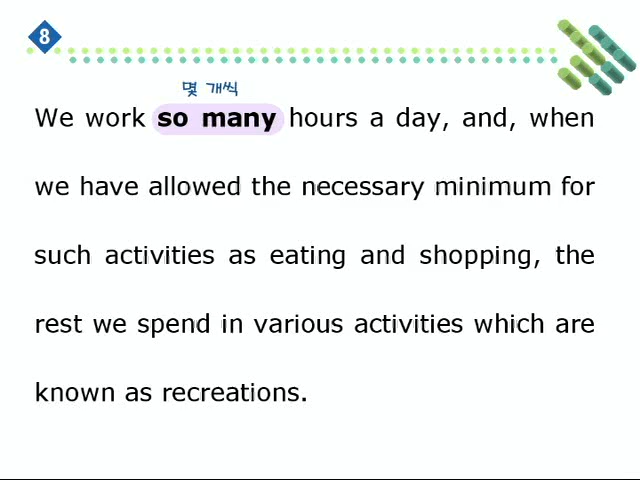 8
몇 개씩
We work so many hours a day, and, when
we have allowed the necessary minimum for
such activities as eating and shopping, the
rest we spend in various activities which are
known as recreations.